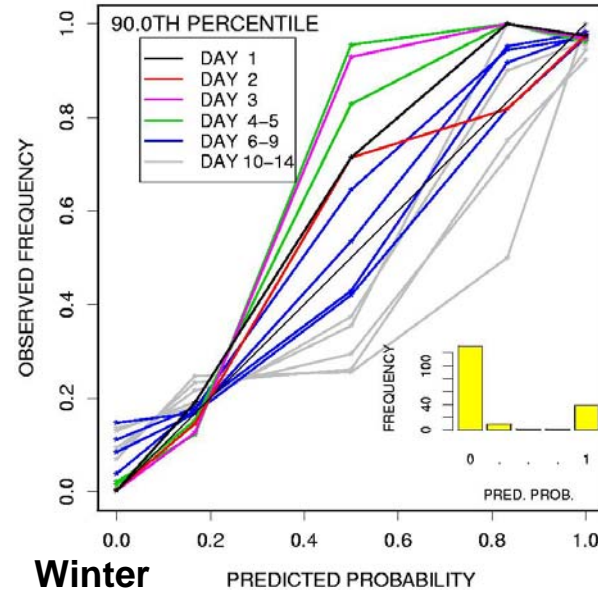 90.0TH PERCENTILE
DAY 1
DAY 2
DAY 3
DAY 4-5
DAY 6-9
DAY 10-14
OBSERVED FREQUENCY
1.0
0.8
0.6
0.4
0.2
0.0
FREQUENCY
100
40
0
0 . . . 1
PRED. PROB.
0.0 0.2 0.4 0.6 0.8 1.0
Winter PREDICTED PROBABILITY